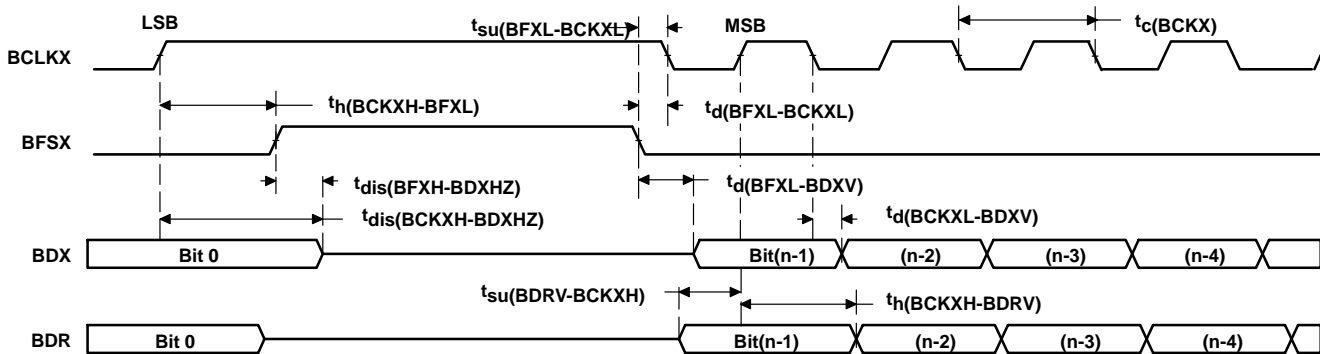 LSB
tsu(BFXL-BCKXL)
MSB
tc(BCKX)
BCLKX
th(BCKXH-BFXL)
td(BFXL-BCKXL)
BFSX
tdis(BFXH-BDXHZ)
td(BFXL-BDXV)
tdis(BCKXH-BDXHZ)
td(BCKXL-BDXV)
BDX Bit 0 Bit(n-1) (n-2) (n-3) (n-4)
tsu(BDRV-BCKXH)
th(BCKXH-BDRV)
BDR Bit 0 Bit(n-1) (n-2) (n-3) (n-4)